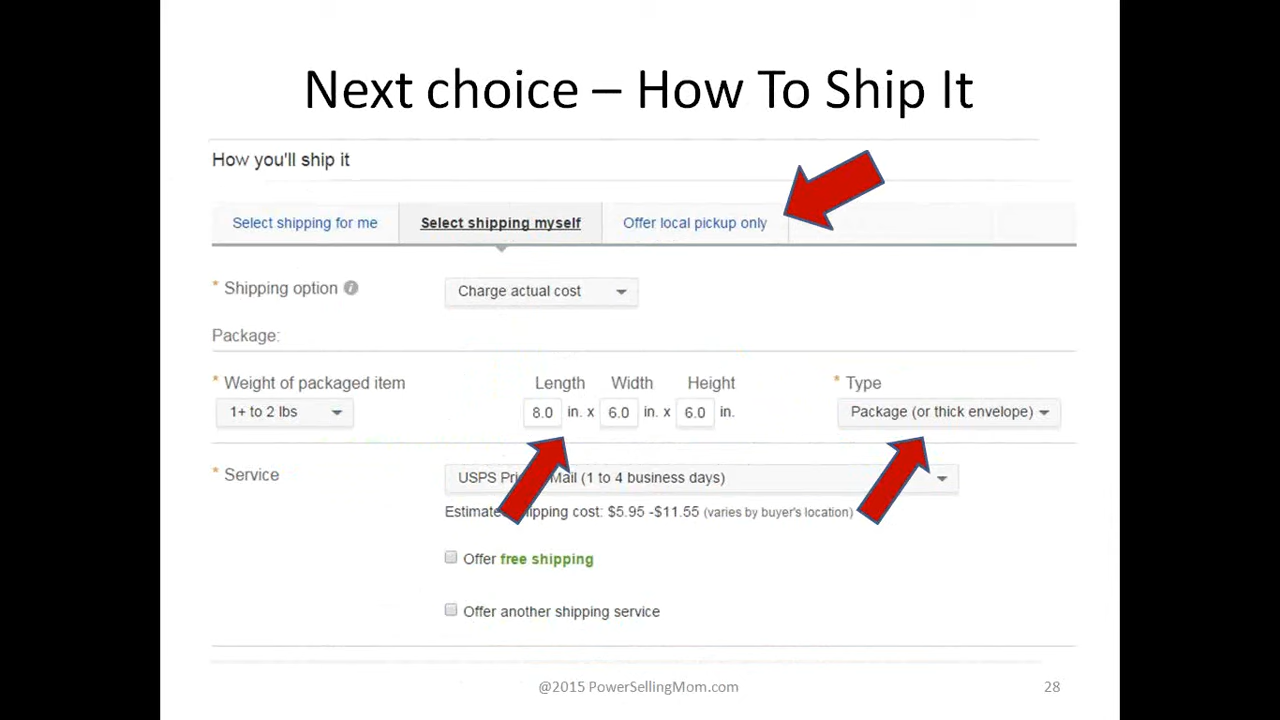 Next choice – How To Ship It
How you'll ship it
Select shipping for me Select shipping myself Offer local pickup only
* Shipping option i Charge actual cost
Package:
* Weight of packaged item Length Width Height * Type
1+ to 2 lbs 8.0 in. x 6.0 in. x 6.0 in. Package (or thick envelope)
* Service USPS Mail (1 to 4 business days)
shipping cost: $5.95 -$11.55 (varies by buyer's location)
Offer free shipping
Offer another shipping service
@2015 PowerSellingMom.com 28